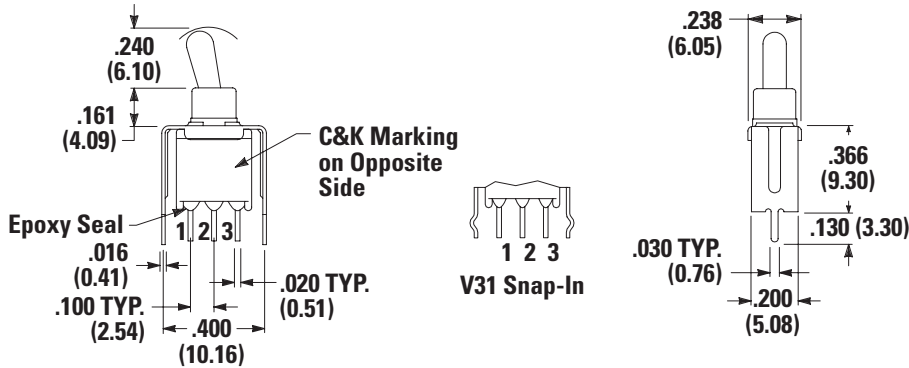 .240
(6.10)
.161
(4.09)
C&K Marking
on Opposite
Side
Epoxy Seal
1 2 3
.016
(0.41)
.020 TYP.
(0.51)
.100 TYP.
(2.54)
.400
(10.16)
1 2 3
V31 Snap-In
.238
(6.05)
.366
(9.30)
.130 (3.30)
.030 TYP.
(0.76)
.200
(5.08)